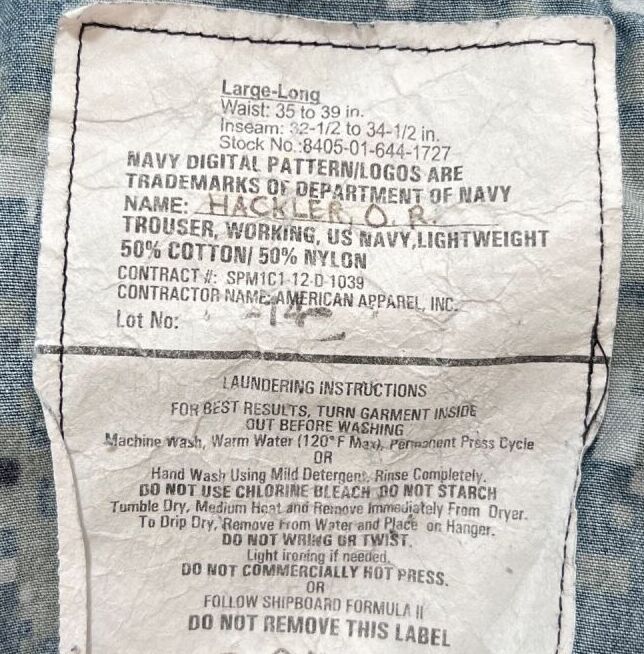 Large-Long
Waist: 35 to 39 in.
Inseam: 32-1/2 to 34-1/2 in.
Stock No.:8405-01-644-1727
NAVY DIGITAL PATTERN/LOGOS ARE
TRADEMARKS OF DEPARTMENT OF NAVY
NAME: HACKLER, O. R.
TROUSER, WORKING, US NAVY,LIGHTWEIGHT
50% COTTON/ 50% NYLON
CONTRACT #: SPM1C1-12-D-1039
CONTRACTOR NAME: AMERICAN APPAREL, INC.
Lot No: -14-
LAUNDERING INSTRUCTIONS
FOR BEST RESULTS, TURN GARMENT INSIDE
OUT BEFORE WASHING
Machine Wash, Warm Water (120°F Max), Permanent Press Cycle
OR
Hand Wash Using Mild Detergent. Rinse Completely.
DO NOT USE CHLORINE BLEACH DO NOT STARCH
Tumble Dry, Medium Heat and Remove Immediately From Dryer.
To Drip Dry, Remove From Water and Place on Hanger.
DO NOT WRING OR TWIST.
Light ironing if needed.
DO NOT COMMERCIALLY HOT PRESS.
OR
FOLLOW SHIPBOARD FORMULA II
DO NOT REMOVE THIS LABEL